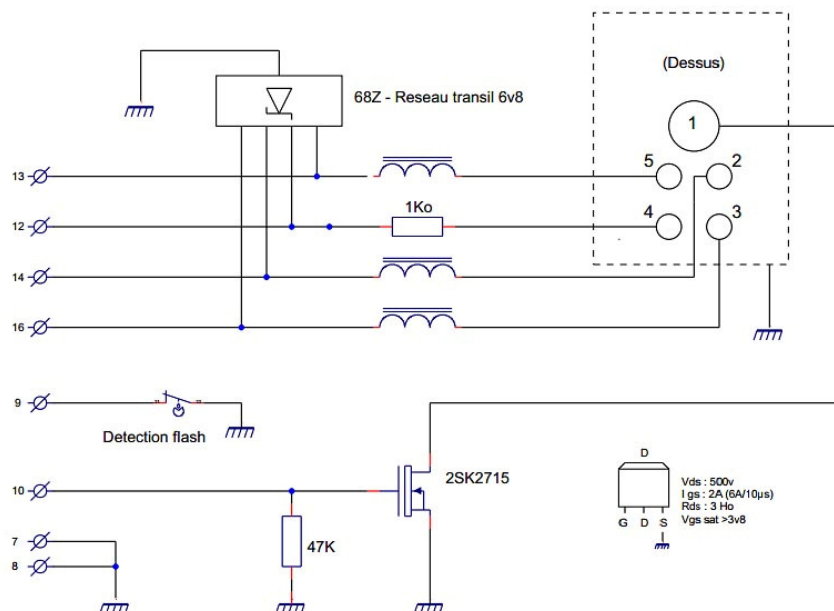 (Dessus)
68Z - Reseau transil 6v8
1
13
5
2
1Ko
12
4
3
14
16
9
Detection flash
10
2SK2715
D
Vds : 500v
I gs : 2A (6A/10µs)
Rds : 3 Ho
Vgs sat >3v8
G D S
7
47K
8